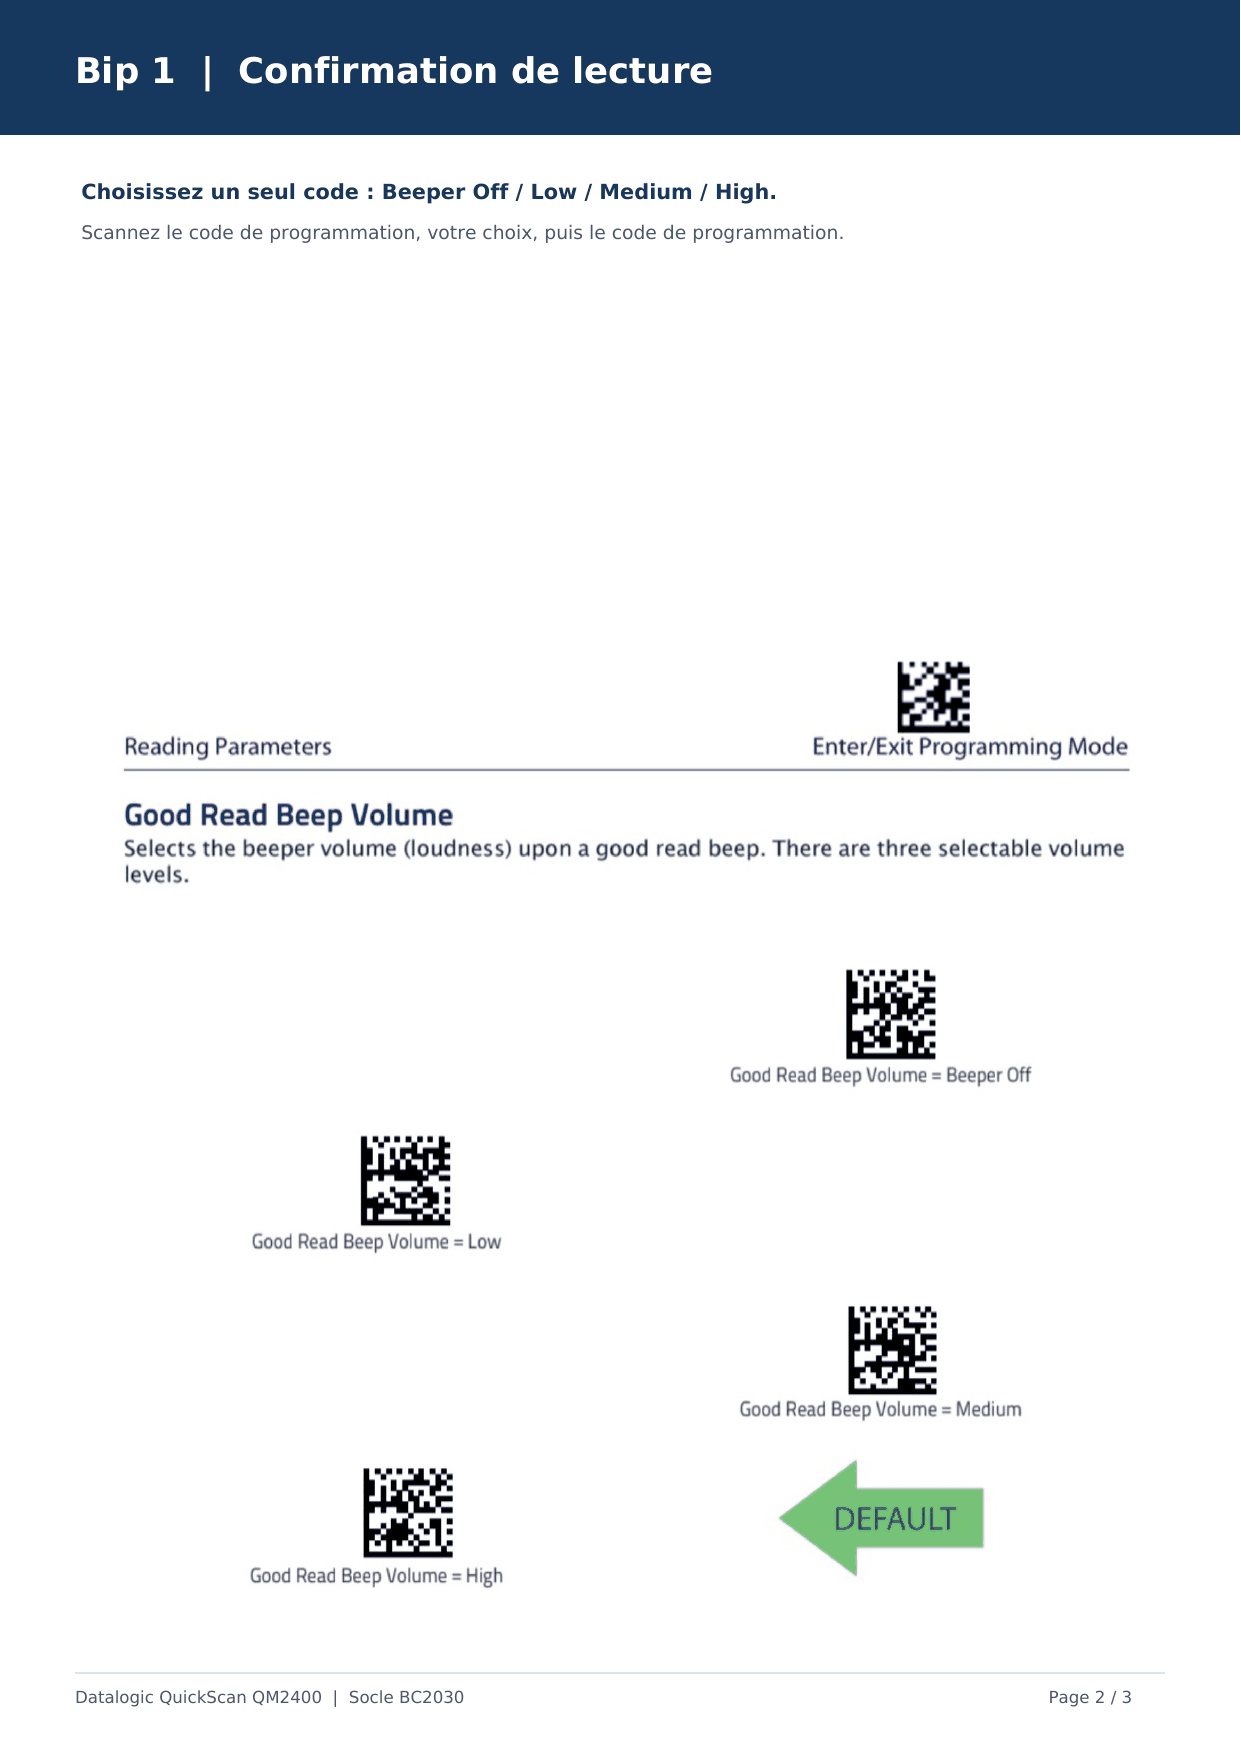 Bip 1 | Confirmation de lecture
Choisissez un seul code : Beeper Off / Low / Medium / High.
Scannez le code de programmation, votre choix, puis le code de programmation.
Reading Parameters
Enter/Exit Programming Mode
Good Read Beep Volume
Selects the beeper volume (loudness) upon a good read beep. There are three selectable volume
levels.
Good Read Beep Volume = Beeper Off
Good Read Beep Volume = Low
Good Read Beep Volume = Medium
DEFAULT
Good Read Beep Volume = High
Datalogic QuickScan QM2400 | Socle BC2030
Page 2 / 3